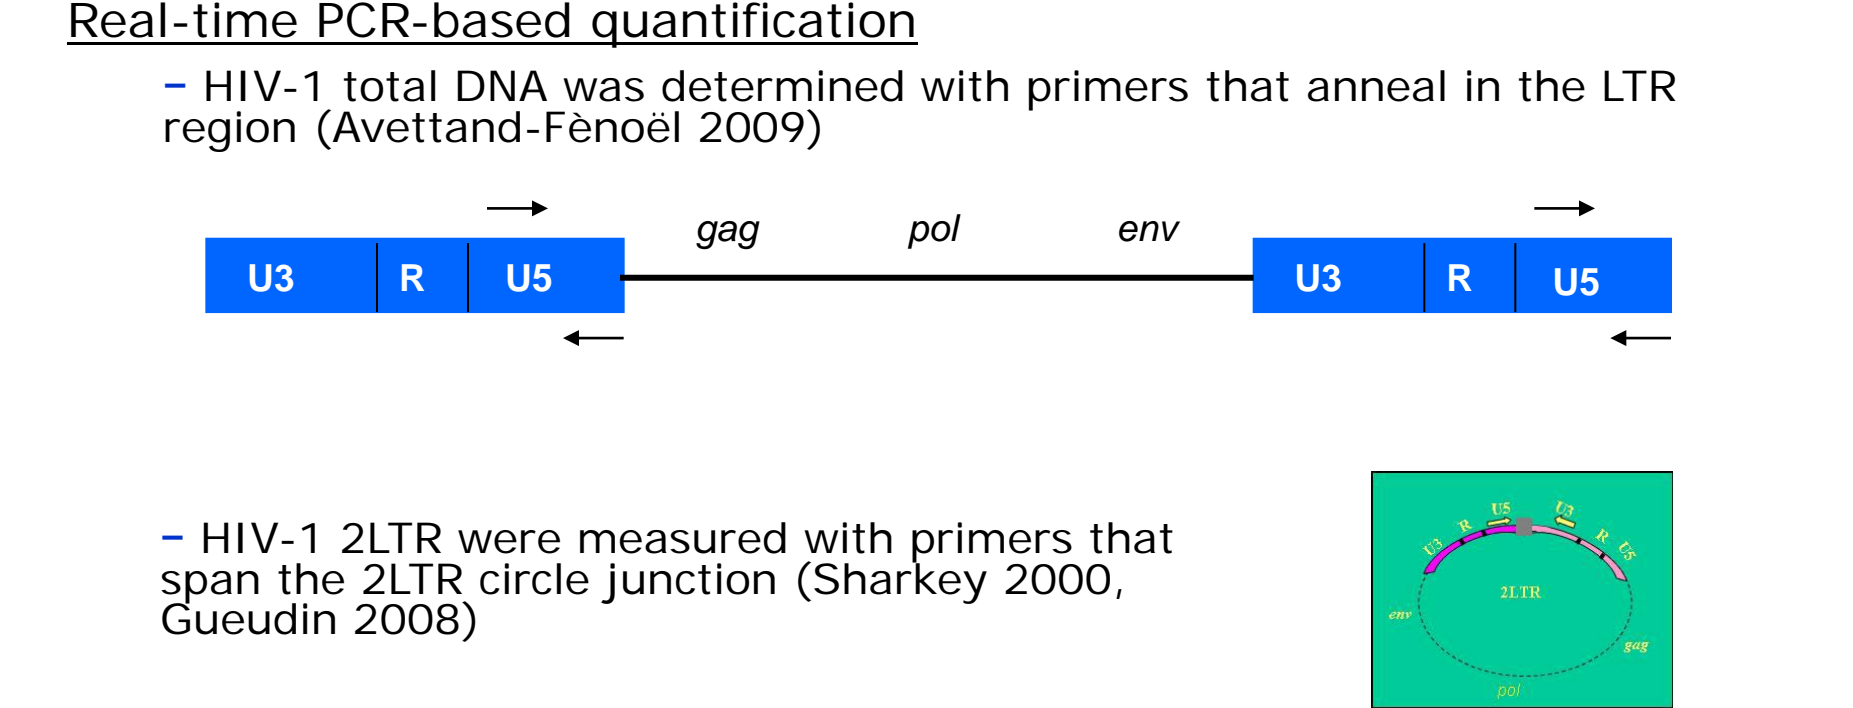 Real-time PCR-based quantification
– HIV-1 total DNA was determined with primers that anneal in the LTR
region (Avettand-Fènoël 2009)
gag pol env
U3 R U5 U3 R U5
– HIV-1 2LTR were measured with primers that
span the 2LTR circle junction (Sharkey 2000,
Gueudin 2008)
U3 R U5 U3 R U5
2LTR
env
gag
pol